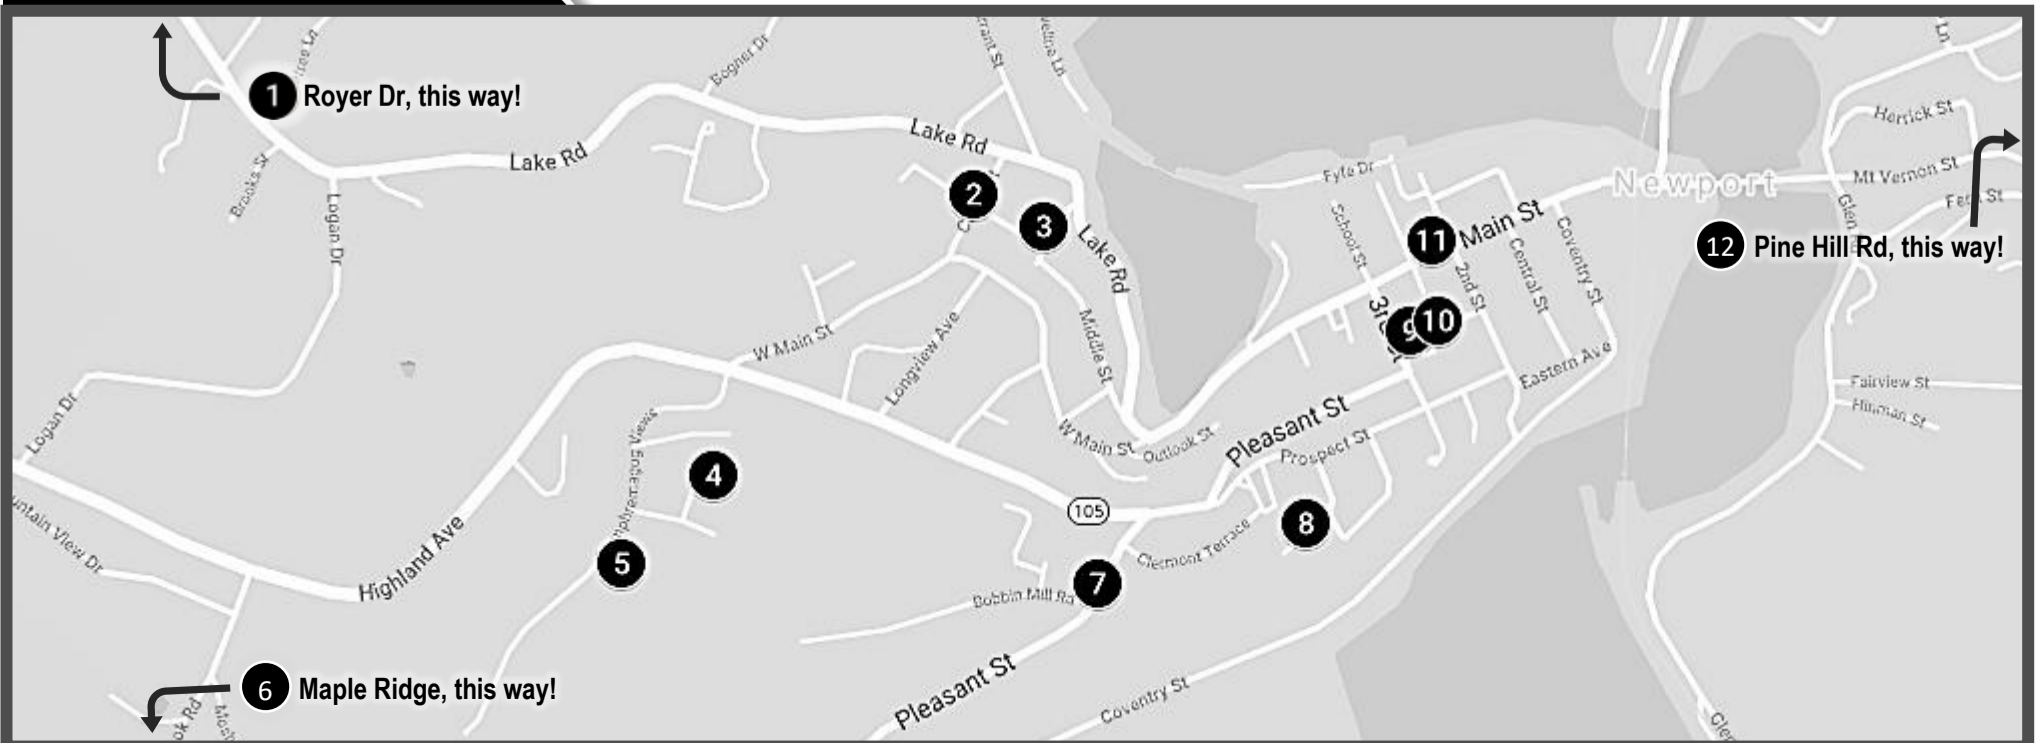 1 Royer Dr, this way!
Bogner Dr
Lake Rd
Lake Rd
Brooks St
Logan Dr
2
3
Lake Rd
Fyfe Dr
School St
11 Main St
2nd St
Central St
Coventry St
Newport
Herrick St
Mt Vernon St
12 Pine Hill Rd, this way!
9
10
W Main St
Longview Ave
Middle St
Eastern Ave
Fairview St
Hinman St
Logan Dr
W Main St
Outlook St
Pleasant St
Prospect St
4
105
8
Highland Ave
5
Clermont Terrace
7
Bobbin Mill Rd
6 Maple Ridge, this way!
Pleasant St
Coventry St